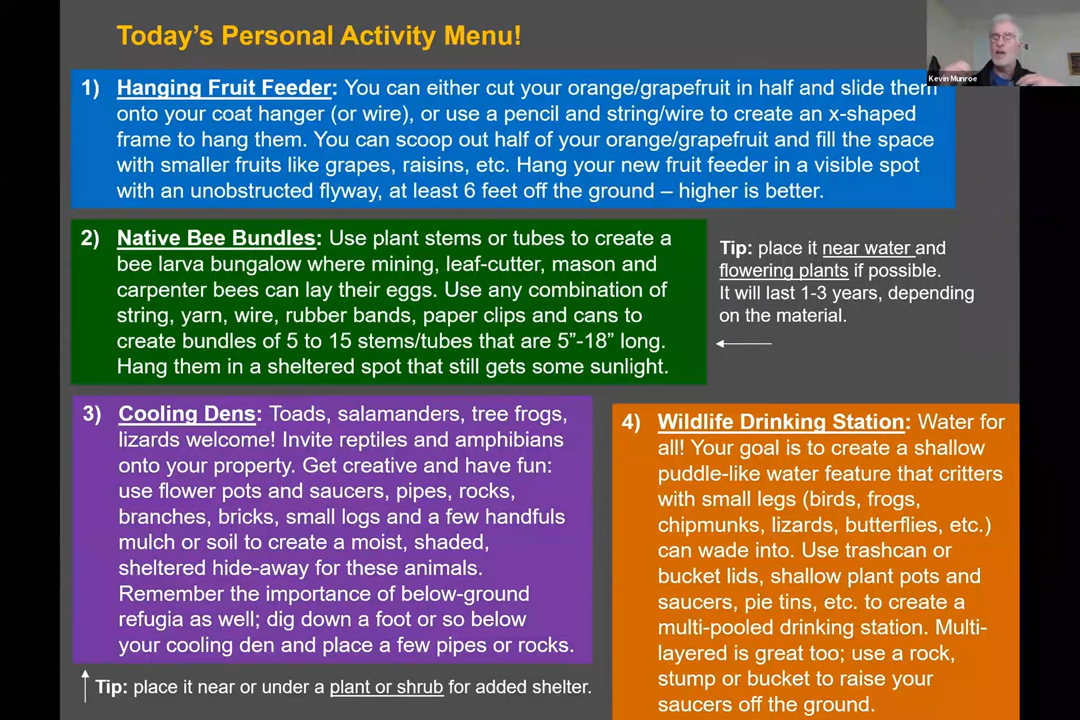 Today's Personal Activity Menu!
Kevin Munroe
1) Hanging Fruit Feeder: You can either cut your orange/grapefruit in half and slide them
onto your coat hanger (or wire), or use a pencil and string/wire to create an x-shaped
frame to hang them. You can scoop out half of your orange/grapefruit and fill the space
with smaller fruits like grapes, raisins, etc. Hang your new fruit feeder in a visible spot
with an unobstructed flyway, at least 6 feet off the ground – higher is better.
2) Native Bee Bundles: Use plant stems or tubes to create a
bee larva bungalow where mining, leaf-cutter, mason and
carpenter bees can lay their eggs. Use any combination of
string, yarn, wire, rubber bands, paper clips and cans to
create bundles of 5 to 15 stems/tubes that are 5”-18” long.
Hang them in a sheltered spot that still gets some sunlight.
Tip: place it near water and
flowering plants if possible.
It will last 1-3 years, depending
on the material.
3) Cooling Dens: Toads, salamanders, tree frogs,
lizards welcome! Invite reptiles and amphibians
onto your property. Get creative and have fun:
use flower pots and saucers, pipes, rocks,
branches, bricks, small logs and a few handfuls
mulch or soil to create a moist, shaded,
sheltered hide-away for these animals.
Remember the importance of below-ground
refugia as well; dig down a foot or so below
your cooling den and place a few pipes or rocks.
Tip: place it near or under a plant or shrub for added shelter.
4) Wildlife Drinking Station: Water for
all! Your goal is to create a shallow
puddle-like water feature that critters
with small legs (birds, frogs,
chipmunks, lizards, butterflies, etc.)
can wade into. Use trashcan or
bucket lids, shallow plant pots and
saucers, pie tins, etc. to create a
multi-pooled drinking station. Multi-
layered is great too; use a rock,
stump or bucket to raise your
saucers off the ground.